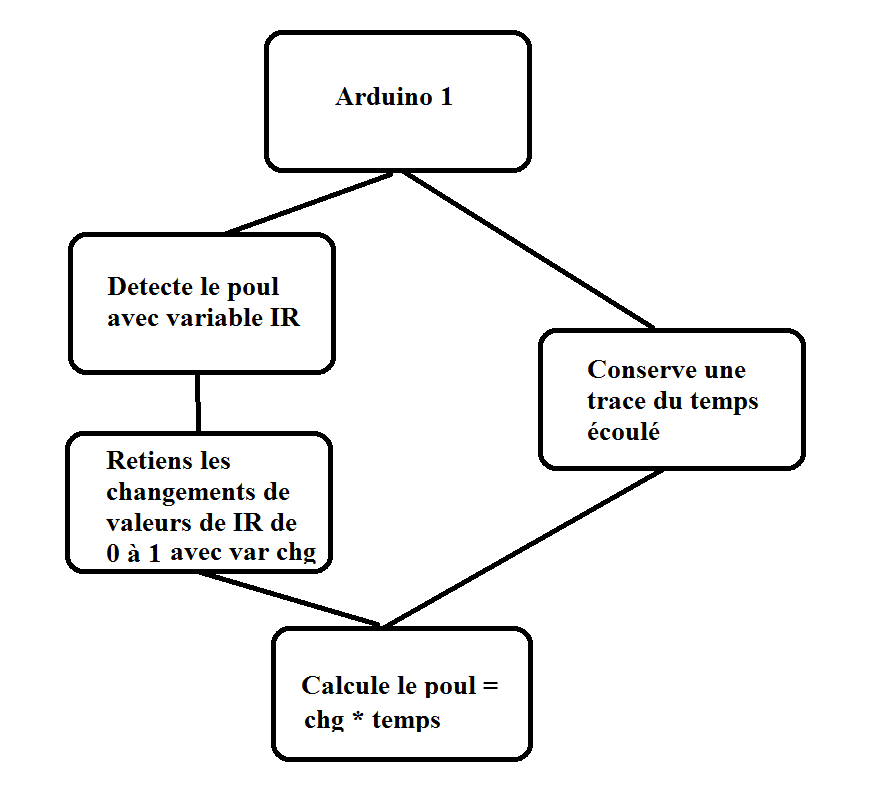 Arduino 1
Detecte le poul
avec variable IR
Conserve une
trace du temps
écoulé
Retiens les
changements de
valeurs de IR de
0 à 1 avec var chg
Calcule le poul =
chg * temps